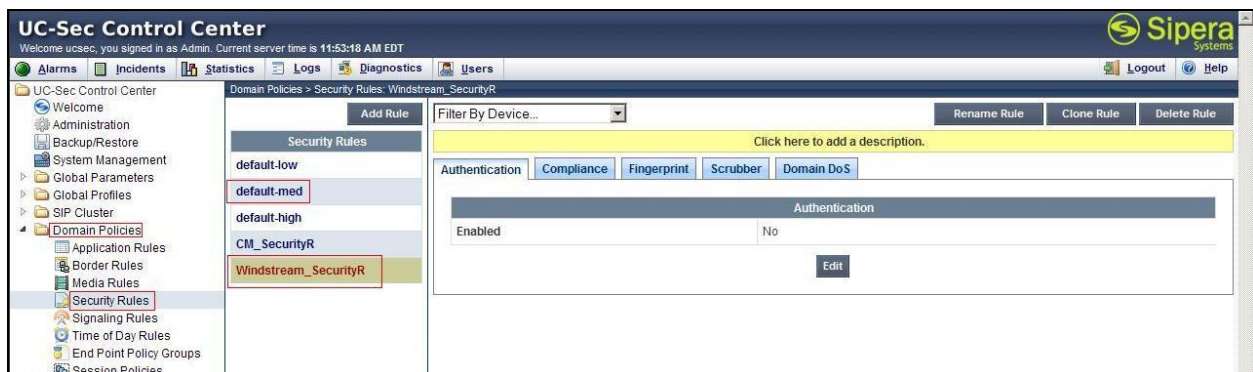 UC-Sec Control Center
Welcome ucsec, you signed in as Admin. Current server time is 11:53:18 AM EDT
Sipera
Systems
Alarms Incidents Statistics Logs Diagnostics Users Logout Help
UC-Sec Control Center
Welcome
Administration
Backup/Restore
System Management
Global Parameters
Global Profiles
SIP Cluster
Domain Policies
Application Rules
Border Rules
Media Rules
Security Rules
Signaling Rules
Time of Day Rules
End Point Policy Groups
Session Policies
Domain Policies > Security Rules: Windstream_SecurityR
Add Rule
Security Rules
default-low
default-med
default-high
CM_SecurityR
Windstream_SecurityR
Filter By Device...
Rename Rule Clone Rule Delete Rule
Click here to add a description.
Authentication Compliance Fingerprint Scrubber Domain DoS
Authentication
Enabled No
Edit